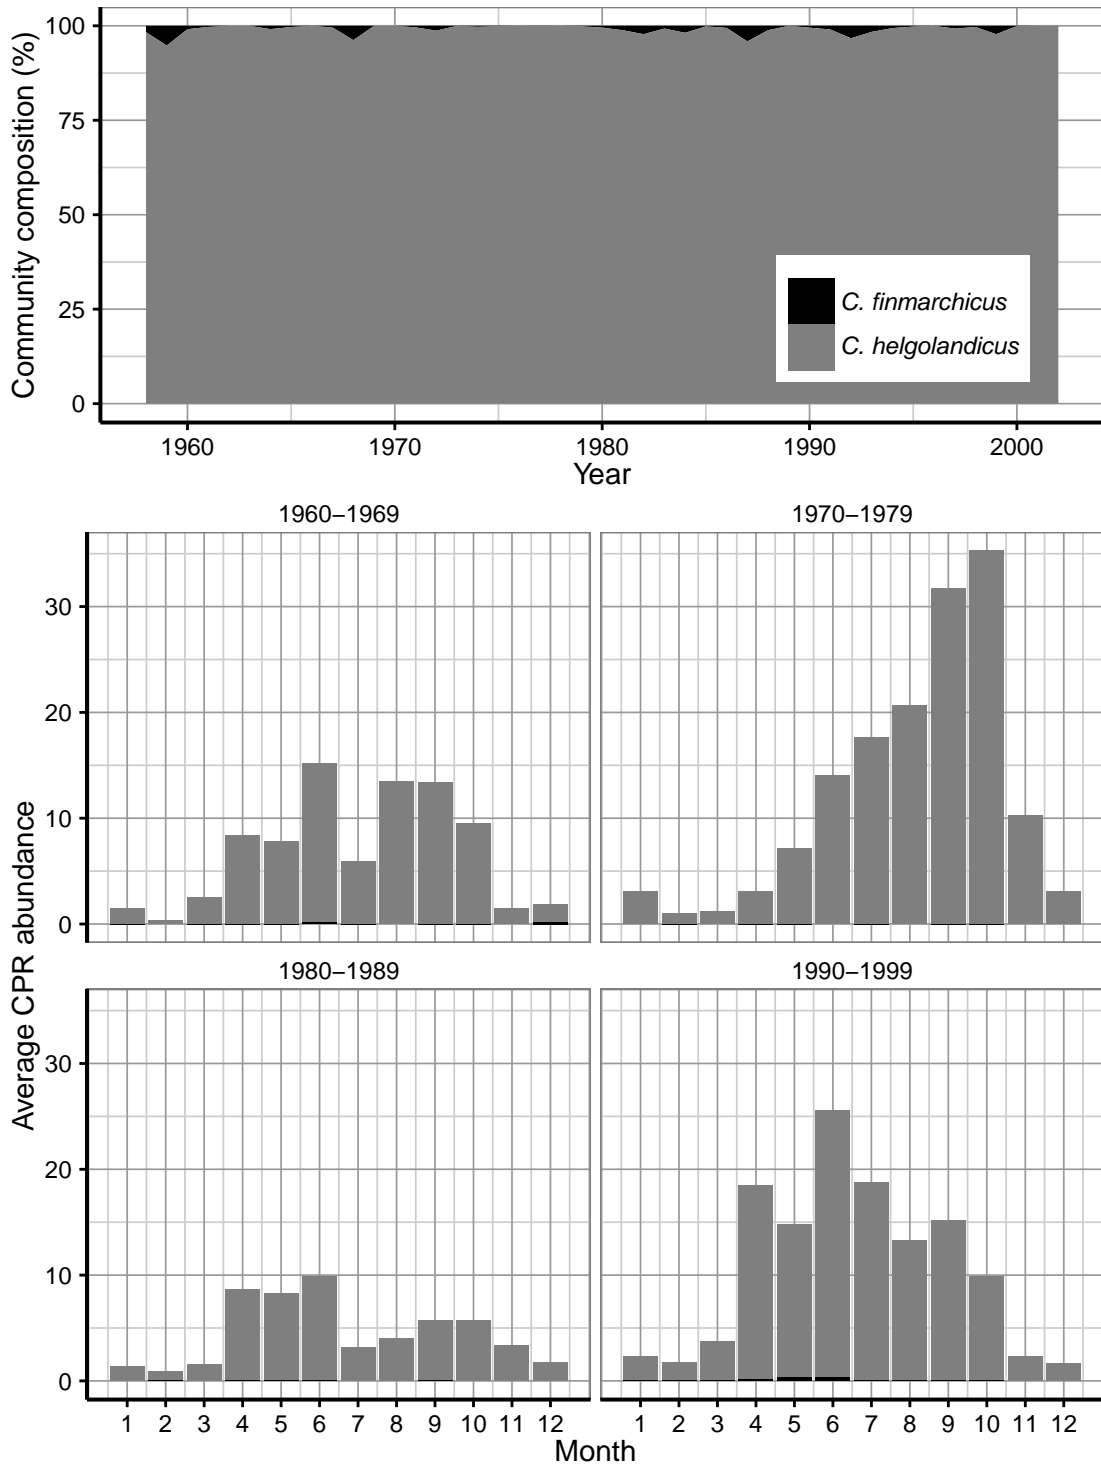 Community composition (%)
100
75
50
25
0
C. finmarchicus
C. helgolandicus
1960 1970 1980 1990 2000
Year
Average CPR abundance
1960–1969 1970–1979
30
20
10
0
1980–1989 1990–1999
30
20
10
0
1 2 3 4 5 6 7 8 9 10 11 12 1 2 3 4 5 6 7 8 9 10 11 12
Month